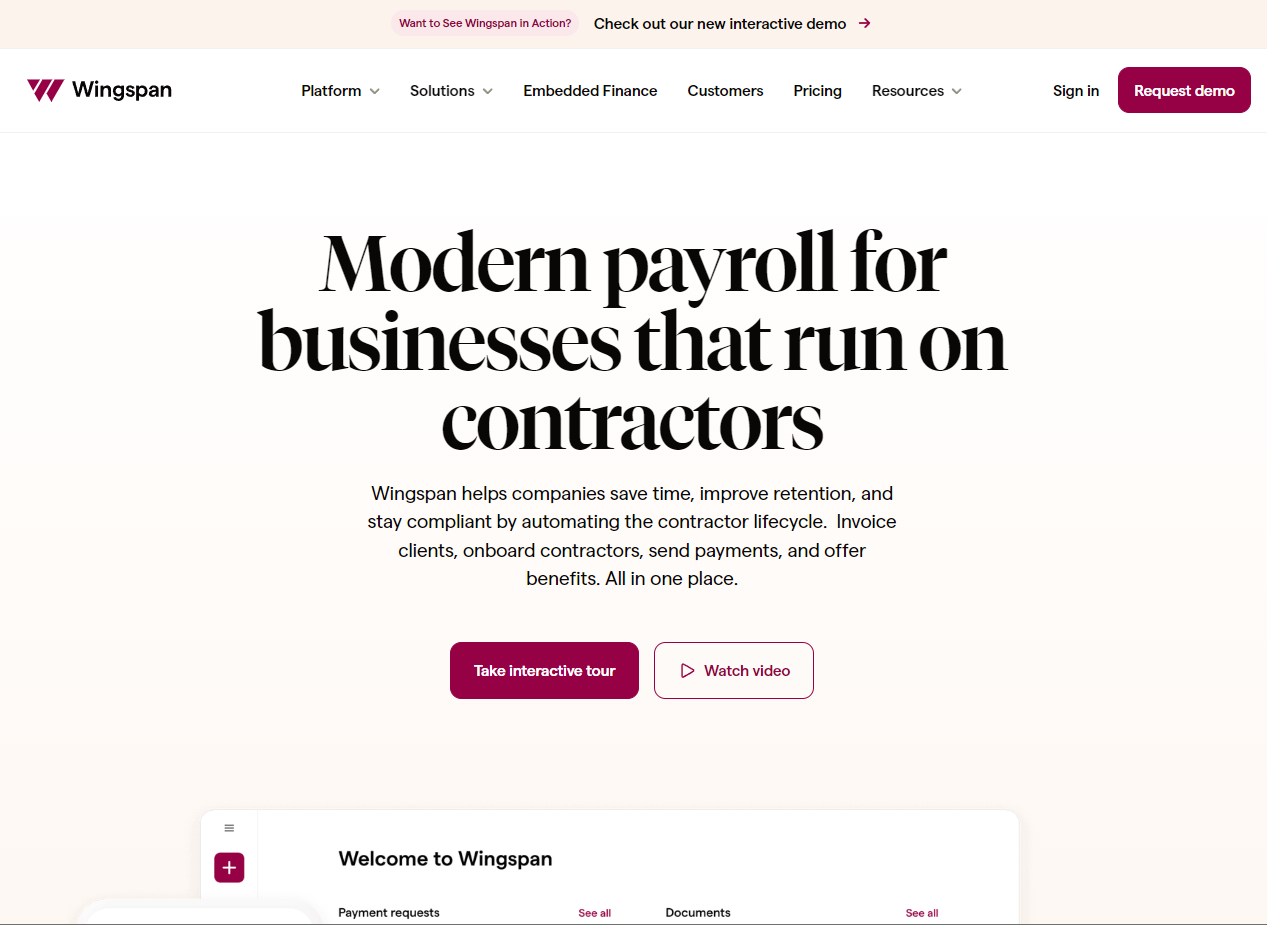 Want to See Wingspan in Action? Check out our new interactive demo
Wingspan Platform Solutions Embedded Finance Customers Pricing Resources Sign in Request demo
Modern payroll for
businesses that run on
contractors
Wingspan helps companies save time, improve retention, and
stay compliant by automating the contractor lifecycle.  Invoice
clients, onboard contractors, send payments, and offer
benefits. All in one place.
Take interactive tour Watch video
Welcome to Wingspan
Payment requests See all Documents See all